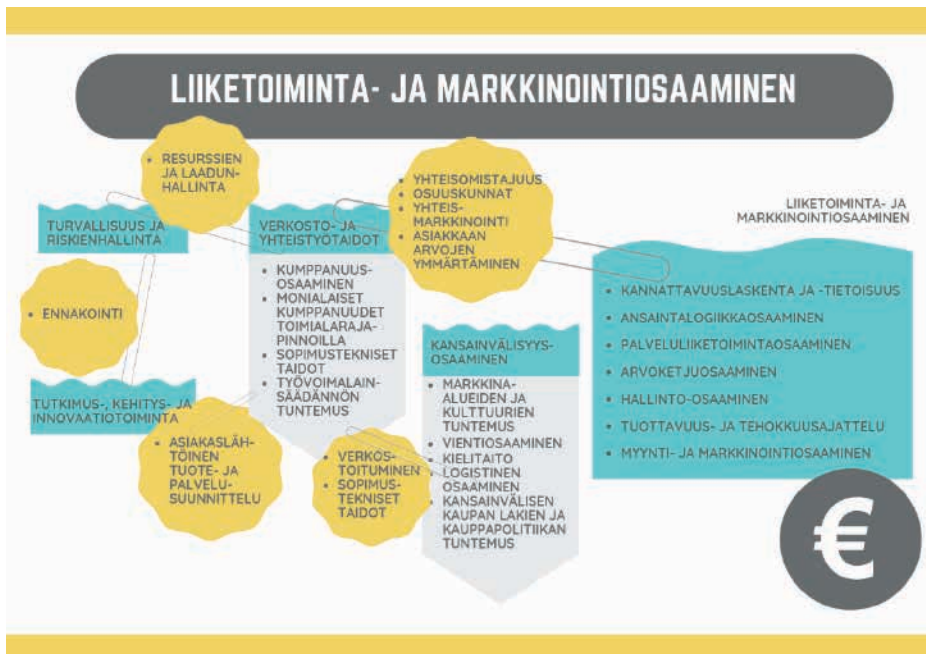 LIIKETOIMINTA- JA MARKKINOINTIOSAAMINEN
• RESURSSIEN
JA LAADUN-
HALLINTA
TURVALLISUUS JA
RISKIENHALLINTA
• ENNAKOINTI
TUTKIMUS-, KEHITYS- JA
INNOVAATIOTOIMINTA
• ASIAKASLÄH-
TÖINEN
TUOTE- JA
PALVELU-
SUUNNITTELU
VERKOSTO- JA
YHTEISTYÖTAIDOT
• KUMPPANUUS-
OSAAMINEN
• MONIALAISET
KUMPPANUUDET
TOIMIALARAJA-
PINNOILLA
• SOPIMUSTEKNISET
TAIDOT
• TYÖVOIMALAIN-
SÄÄDÄNNÖN
TUNTEMUS
• YHTEISOMISTAJUUS
• OSUUSKUNNAT
• YHTEIS-
MARKKINOINTI
• ASIAKKAAN
ARVOJEN
YMMÄRTÄMINEN
• VERKOS-
TOITUMINEN
• SOPIMUS-
TEKNISET
TAIDOT
KANSAINVÄLISYYS-
OSAAMINEN
• MARKKINA-
ALUEIDEN JA
KULTTUURIEN
TUNTEMUS
• VIENTIOSAAMINEN
• KIELITAITO
• LOGISTINEN
OSAAMINEN
• KANSAINVÄLISEN
KAUPAN LAKIEN JA
KAUPPAPOLITIIKAN
TUNTEMUS
LIIKETOIMINTA- JA
MARKKINOINTIOSAAMINEN
• KANNATTAVUUSLASKENTA JA -TIETOISUUS
• ANSAINTALOGIIKKAOSAAMINEN
• PALVELULIIKETOIMINTAOSAAMINEN
• ARVOKETJUOSAAMINEN
• HALLINTO-OSAAMINEN
• TUOTTAVUUS- JA TEHOKKUUSAJATTELU
• MYYNTI- JA MARKKINOINTIOSAAMINEN
€